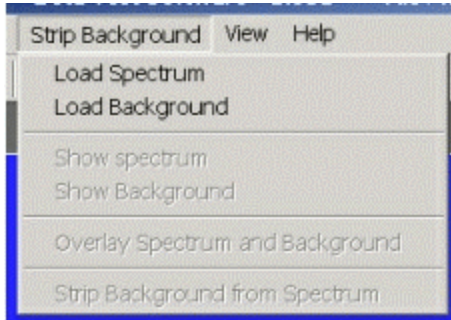 Strip Background View Help
Load Spectrum
Load Background
Show spectrum
Show Background
Overlay Spectrum and Background
Strip Background from Spectrum